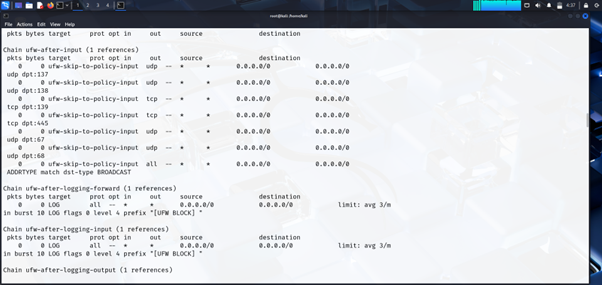 1 2 3 4
4:37
root@kali: /home/kali
File Actions Edit View Help
pkts bytes target prot opt in out source destination
Chain ufw-after-input (1 references)
pkts bytes target prot opt in out source destination
0 0 ufw-skip-to-policy-input udp -- * * 0.0.0.0/0 0.0.0.0/0
udp dpt:137
0 0 ufw-skip-to-policy-input udp -- * * 0.0.0.0/0 0.0.0.0/0
udp dpt:138
0 0 ufw-skip-to-policy-input tcp -- * * 0.0.0.0/0 0.0.0.0/0
tcp dpt:139
0 0 ufw-skip-to-policy-input tcp -- * * 0.0.0.0/0 0.0.0.0/0
tcp dpt:445
0 0 ufw-skip-to-policy-input udp -- * * 0.0.0.0/0 0.0.0.0/0
udp dpt:67
0 0 ufw-skip-to-policy-input udp -- * * 0.0.0.0/0 0.0.0.0/0
udp dpt:68
0 0 ufw-skip-to-policy-input all -- * * 0.0.0.0/0 0.0.0.0/0
ADDRTYPE match dst-type BROADCAST
Chain ufw-after-logging-forward (1 references)
pkts bytes target prot opt in out source destination
0 0 LOG all -- * * 0.0.0.0/0 0.0.0.0/0 limit: avg 3/m
in burst 10 LOG flags 0 level 4 prefix "[UFW BLOCK] "
Chain ufw-after-logging-input (1 references)
pkts bytes target prot opt in out source destination
0 0 LOG all -- * * 0.0.0.0/0 0.0.0.0/0 limit: avg 3/m
in burst 10 LOG flags 0 level 4 prefix "[UFW BLOCK] "
Chain ufw-after-logging-output (1 references)